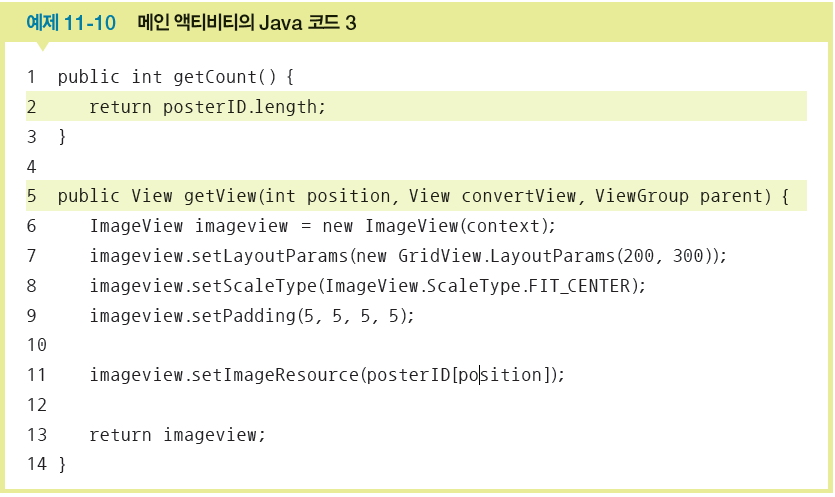 예제 11-10 메인 액티비티의 Java 코드 3
1 public int getCount() {
2 return posterID.length;
3 }
4
5 public View getView(int position, View convertView, ViewGroup parent) {
6 ImageView imageview = new ImageView(context);
7 imageview.setLayoutParams(new GridView.LayoutParams(200, 300));
8 imageview.setScaleType(ImageView.ScaleType.FIT_CENTER);
9 imageview.setPadding(5, 5, 5, 5);
10
11 imageview.setImageResource(posterID[position]);
12
13 return imageview;
14 }